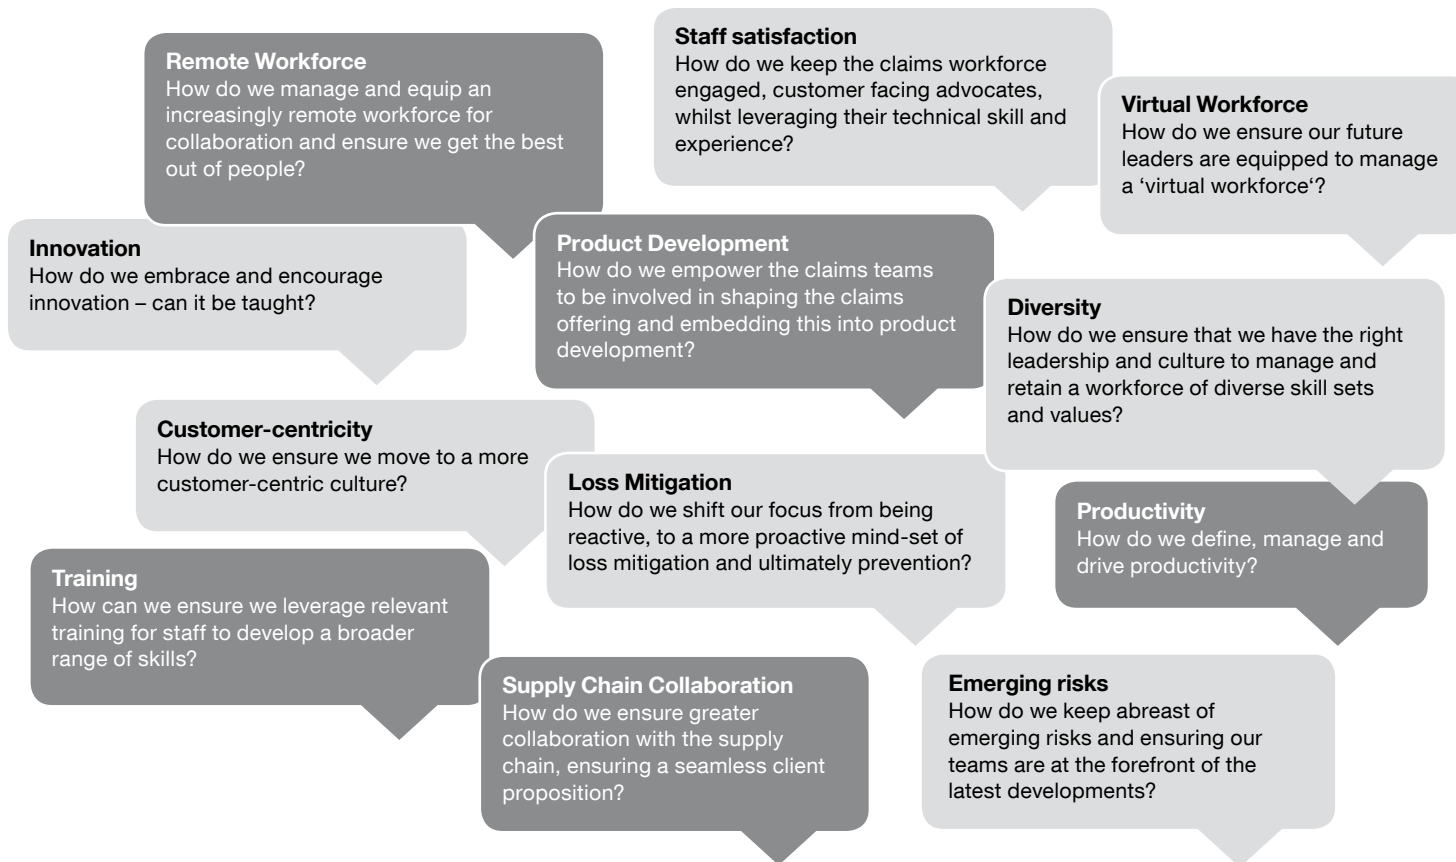 Remote Workforce
How do we manage and equip an
increasingly remote workforce for
collaboration and ensure we get the best
out of people?
Staff satisfaction
How do we keep the claims workforce
engaged, customer facing advocates,
whilst leveraging their technical skill and
experience?
Virtual Workforce
How do we ensure our future
leaders are equipped to manage
a ‘virtual workforce‘?
Innovation
How do we embrace and encourage
innovation – can it be taught?
Product Development
How do we empower the claims teams
to be involved in shaping the claims
offering and embedding this into product
development?
Diversity
How do we ensure that we have the right
leadership and culture to manage and
retain a workforce of diverse skill sets
and values?
Customer-centricity
How do we ensure we move to a more
customer-centric culture?
Loss Mitigation
How do we shift our focus from being
reactive, to a more proactive mind-set of
loss mitigation and ultimately prevention?
Productivity
How do we define, manage and
drive productivity?
Training
How can we ensure we leverage relevant
training for staff to develop a broader
range of skills?
Supply Chain Collaboration
How do we ensure greater
collaboration with the supply
chain, ensuring a seamless client
proposition?
Emerging risks
How do we keep abreast of
emerging risks and ensuring our
teams are at the forefront of the
latest developments?